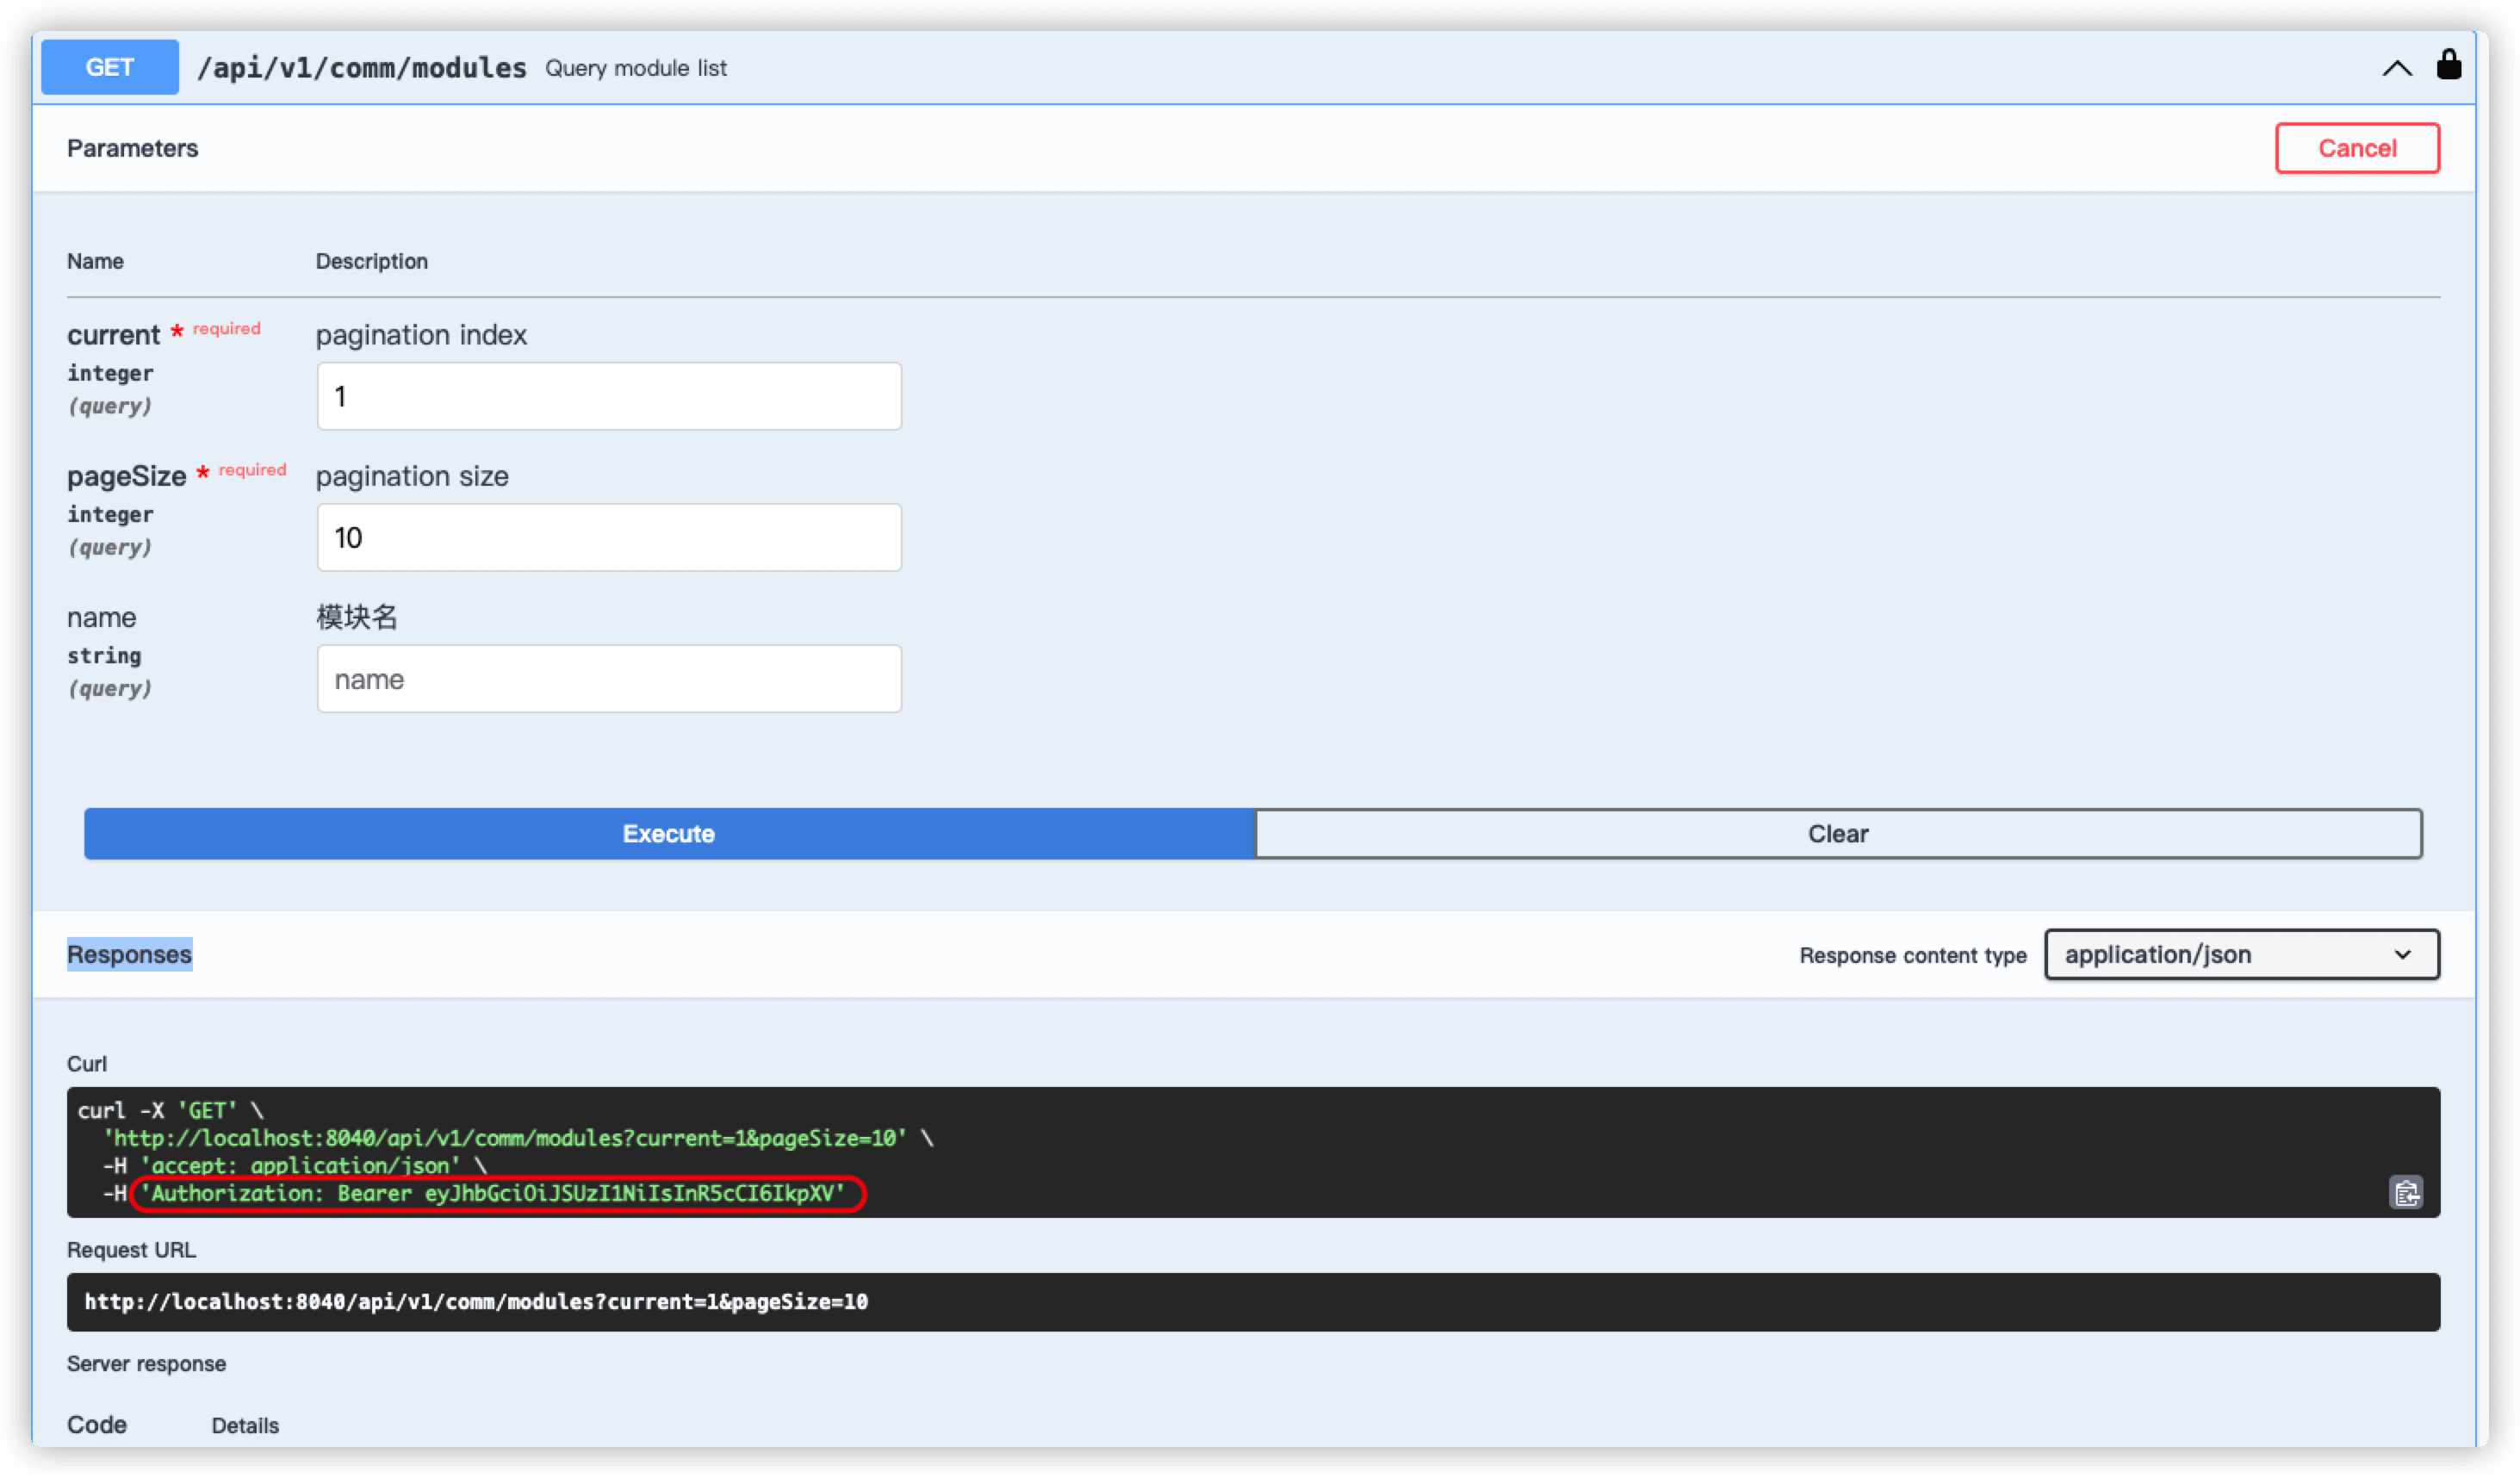 GET /api/v1/comm/modules Query module list
Parameters Cancel
Name Description
current * required pagination index
integer
(query)
1
pageSize * required pagination size
integer
(query)
10
name 模块名
string
(query)
name
Execute Clear
Responses Response content type application/json
Curl
curl -X 'GET' \
'http://localhost:8040/api/v1/comm/modules?current=1&pageSize=10' \
-H 'accept: application/json' \
-H 'Authorization: Bearer eyJhbGciOiJSUzI1NiIsInR5cCI6IkpXV'
Request URL
http://localhost:8040/api/v1/comm/modules?current=1&pageSize=10
Server response
Code Details